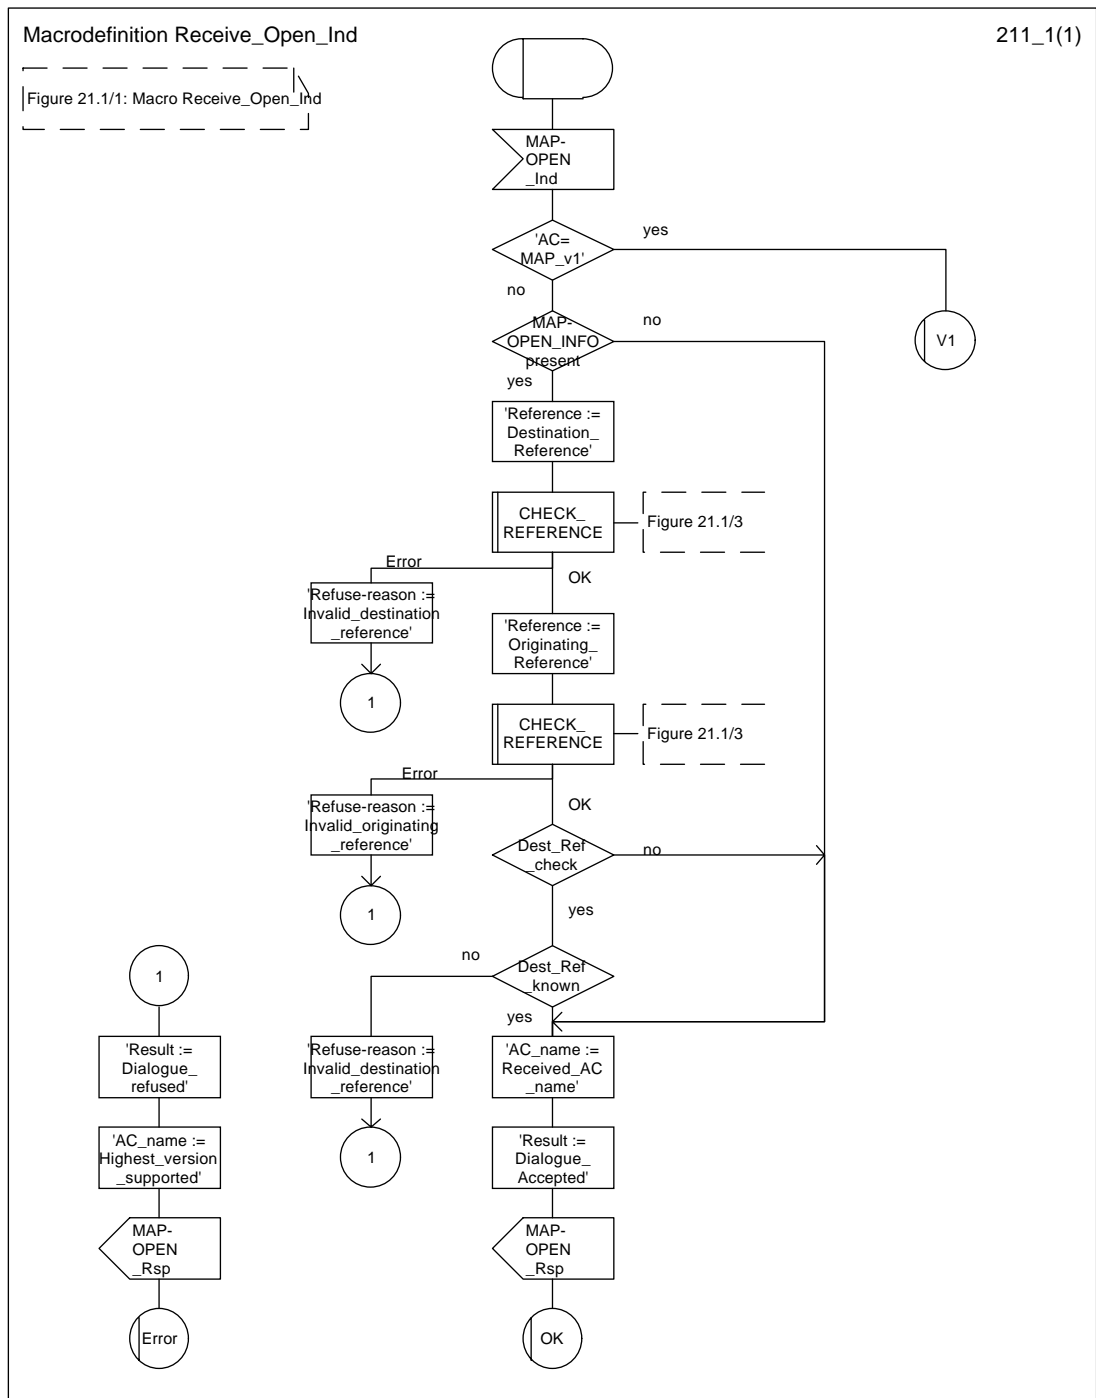 Macrodefinition Receive_Open_Ind
211_1(1)
Figure 21.1/1: Macro Receive_Open_Ind
MAP-
OPEN
_Ind
'AC=
MAP_v1'
yes
no
V1
MAP-
OPEN_INFO
present
no
yes
'Reference :=
Destination_
Reference'
CHECK_
REFERENCE
Figure 21.1/3
Error
OK
'Refuse-reason :=
Invalid_destination
_reference'
1
'Reference :=
Originating_
Reference'
CHECK_
REFERENCE
Figure 21.1/3
Error
OK
'Refuse-reason :=
Invalid_originating
_reference'
1
Dest_Ref
_check
no
yes
Dest_Ref
_known
no
yes
1
'Result :=
Dialogue_
refused'
'Refuse-reason :=
Invalid_destination
_reference'
'AC_name :=
Received_AC
_name'
'AC_name :=
Highest_version
_supported'
1
'Result :=
Dialogue_
Accepted'
MAP-
OPEN
_Rsp
MAP-
OPEN
_Rsp
Error
OK